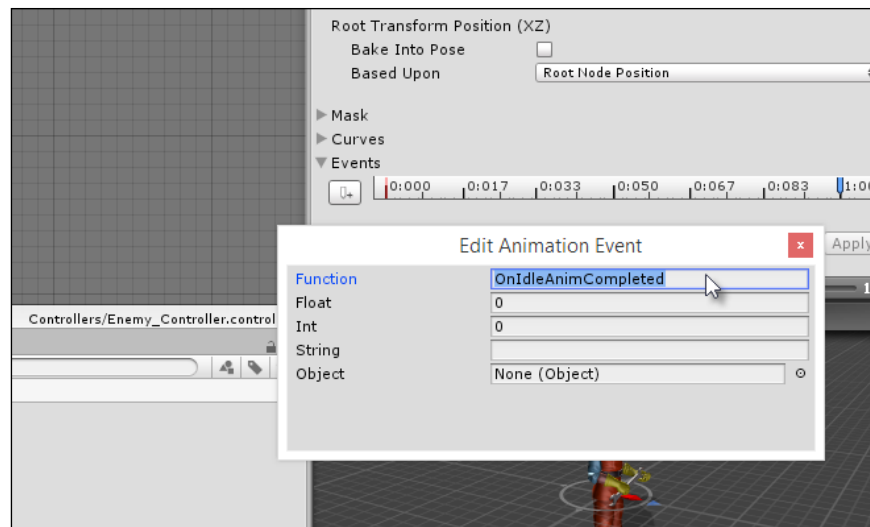 Root Transform Position (XZ)
Bake Into Pose
Based Upon Root Node Position
Mask
Curves
Events
0:000 0:017 0:033 0:050 0:067 0:083
Edit Animation Event x Apply
Function OnIdleAnimCompleted
Float 0
Controllers/Enemy_Controller.control
Int 0
String
Object None (Object)